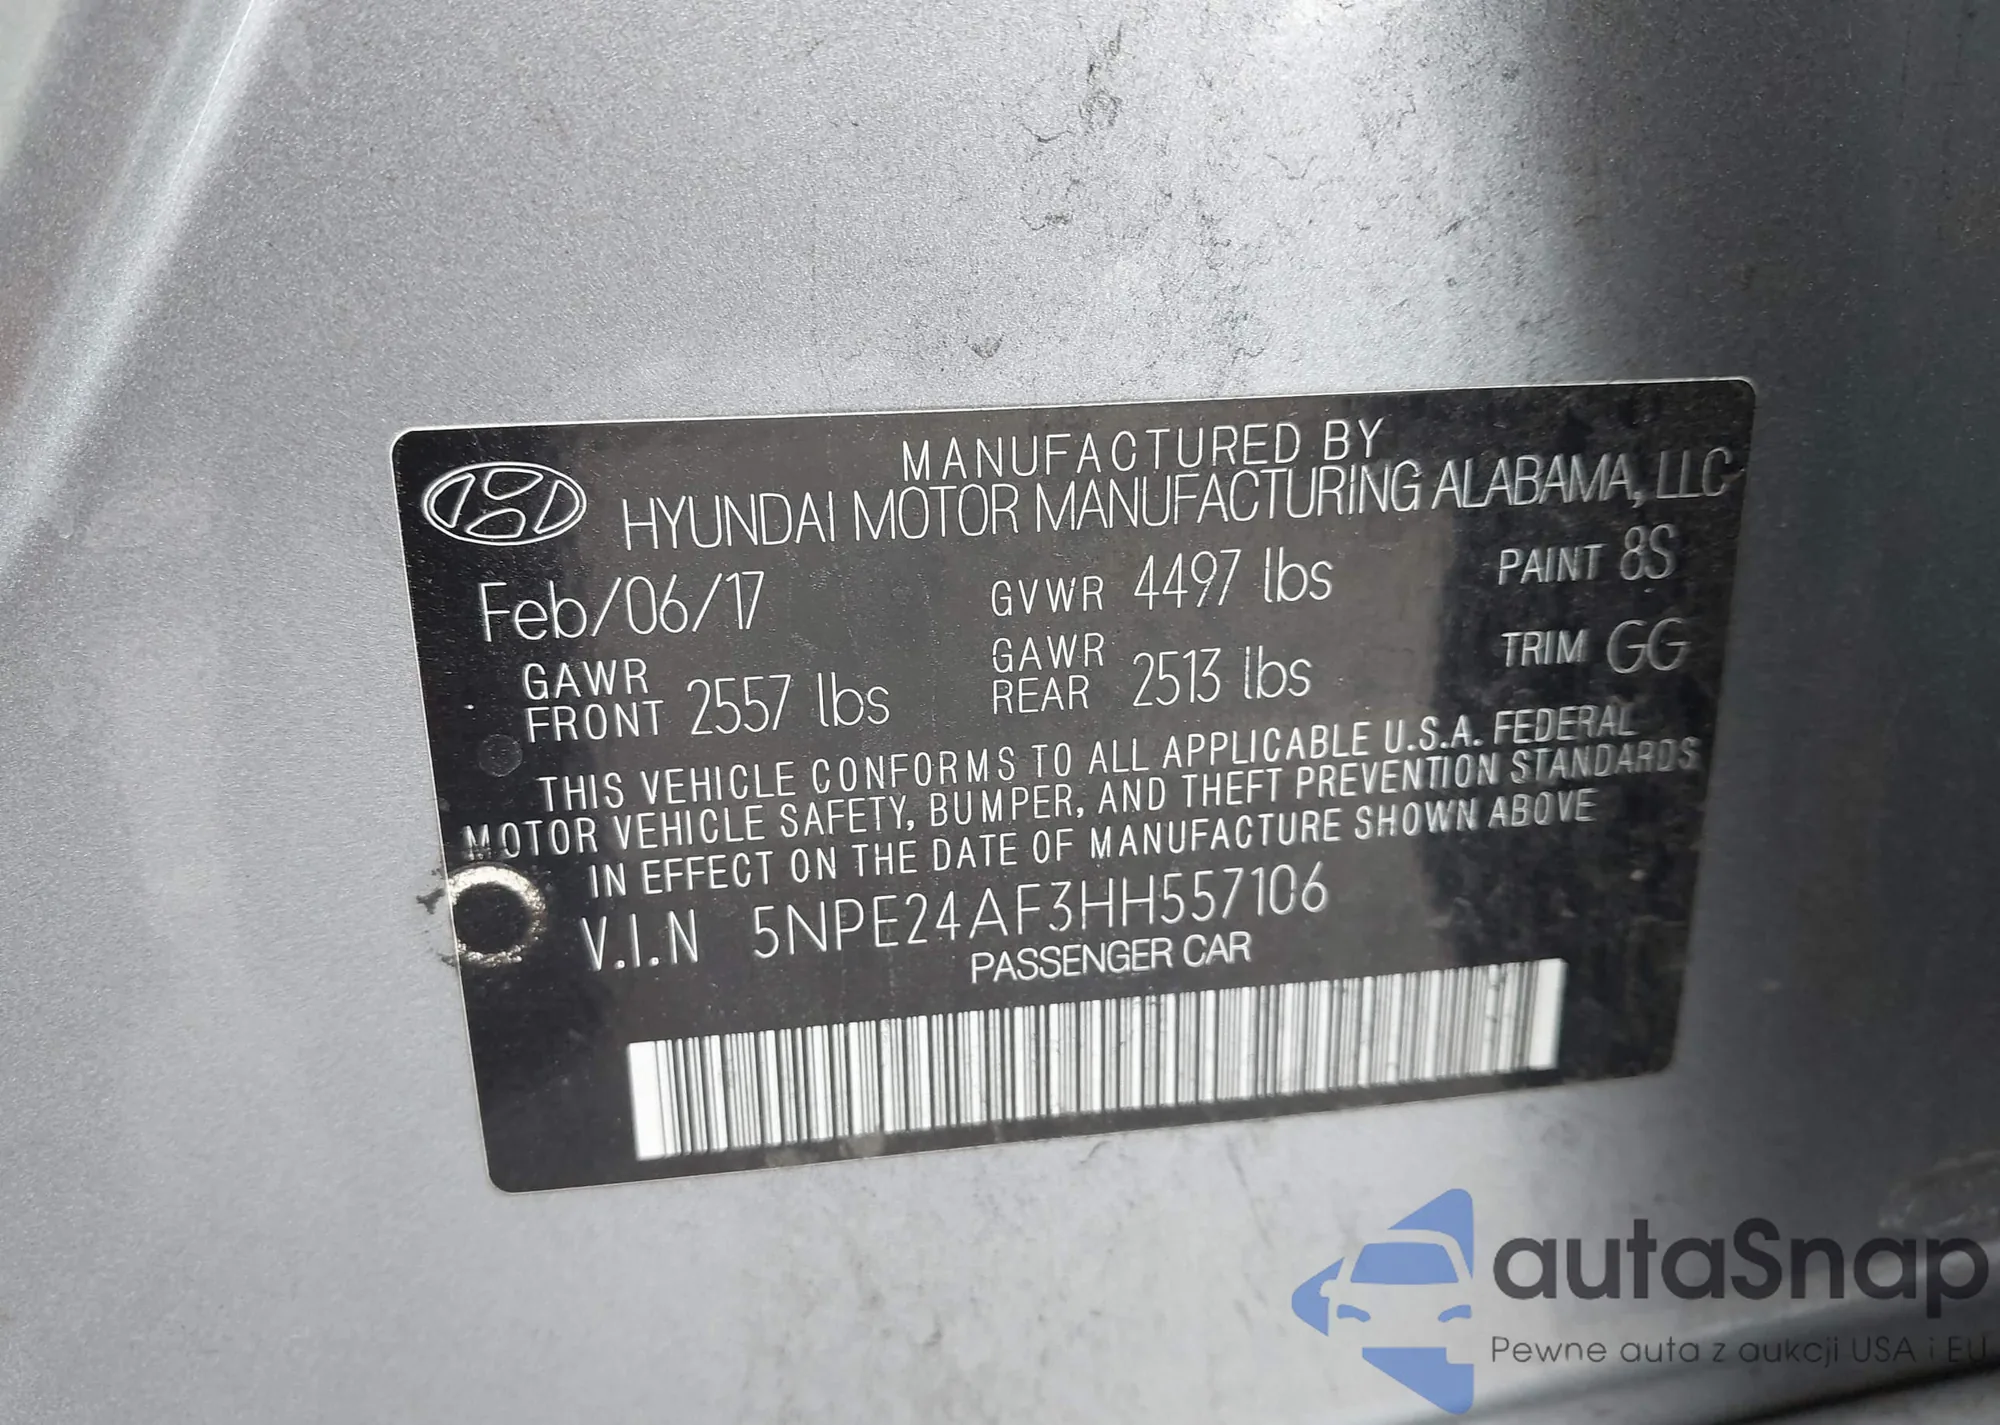 MANUFACTURED BY
HYUNDAI MOTOR MANUFACTURING ALABAMA, LLC
Feb/06/17 GVWR 4497 lbs PAINT 8S
GAWR FRONT 2557 lbs GAWR REAR 2513 lbs TRIM GG
THIS VEHICLE CONFORMS TO ALL APPLICABLE U.S.A. FEDERAL
MOTOR VEHICLE SAFETY, BUMPER, AND THEFT PREVENTION STANDARDS
IN EFFECT ON THE DATE OF MANUFACTURE SHOWN ABOVE
V.I.N 5NPE24AF3HH557106
PASSENGER CAR
autaSnap
Pewne auta z aukcji USA i EU